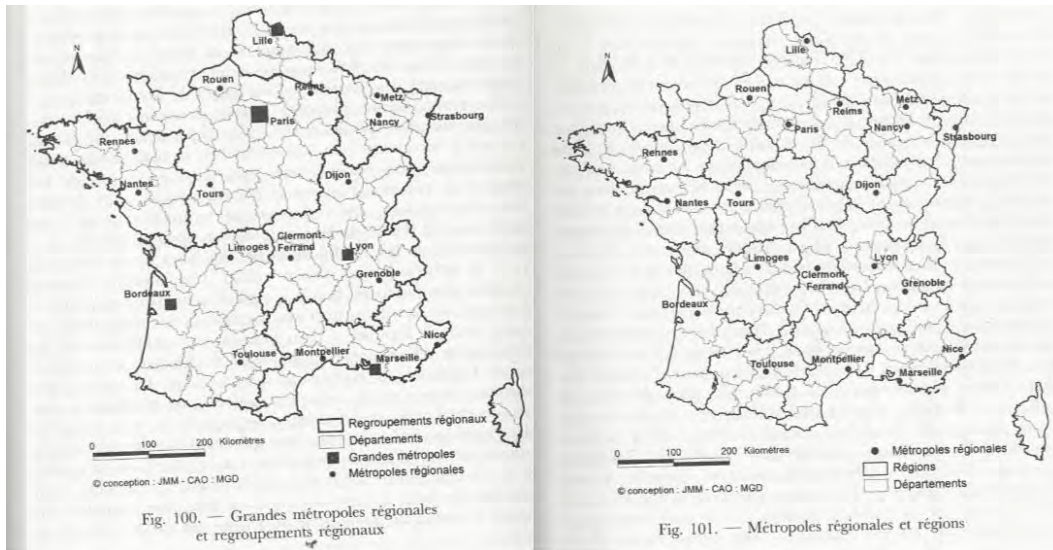 N
Lille
Rouen
Reims
Metz
Paris
Nancy
Strasbourg
Rennes
Nantes
Tours
Dijon
Limoges
Clermont-
Ferrand
Lyon
Grenoble
Bordeaux
Nice
Toulouse
Montpellier
Marseille
0 100 200 Kilomètres
Regroupements régionaux
Départements
Grandes métropoles
Métropoles régionales
© conception : JMM - CAO : MGD
Fig. 100. — Grandes métropoles régionales
et regroupements régionaux
N
Lille
Rouen
Reims
Metz
Paris
Nancy
Strasbourg
Rennes
Nantes
Tours
Dijon
Limoges
Clermont-
Ferrand
Lyon
Grenoble
Bordeaux
Nice
Toulouse
Montpellier
Marseille
0 100 200 Kilomètres
Métropoles régionales
Régions
Départements
© conception : JMM - CAO : MGD
Fig. 101. — Métropoles régionales et régions